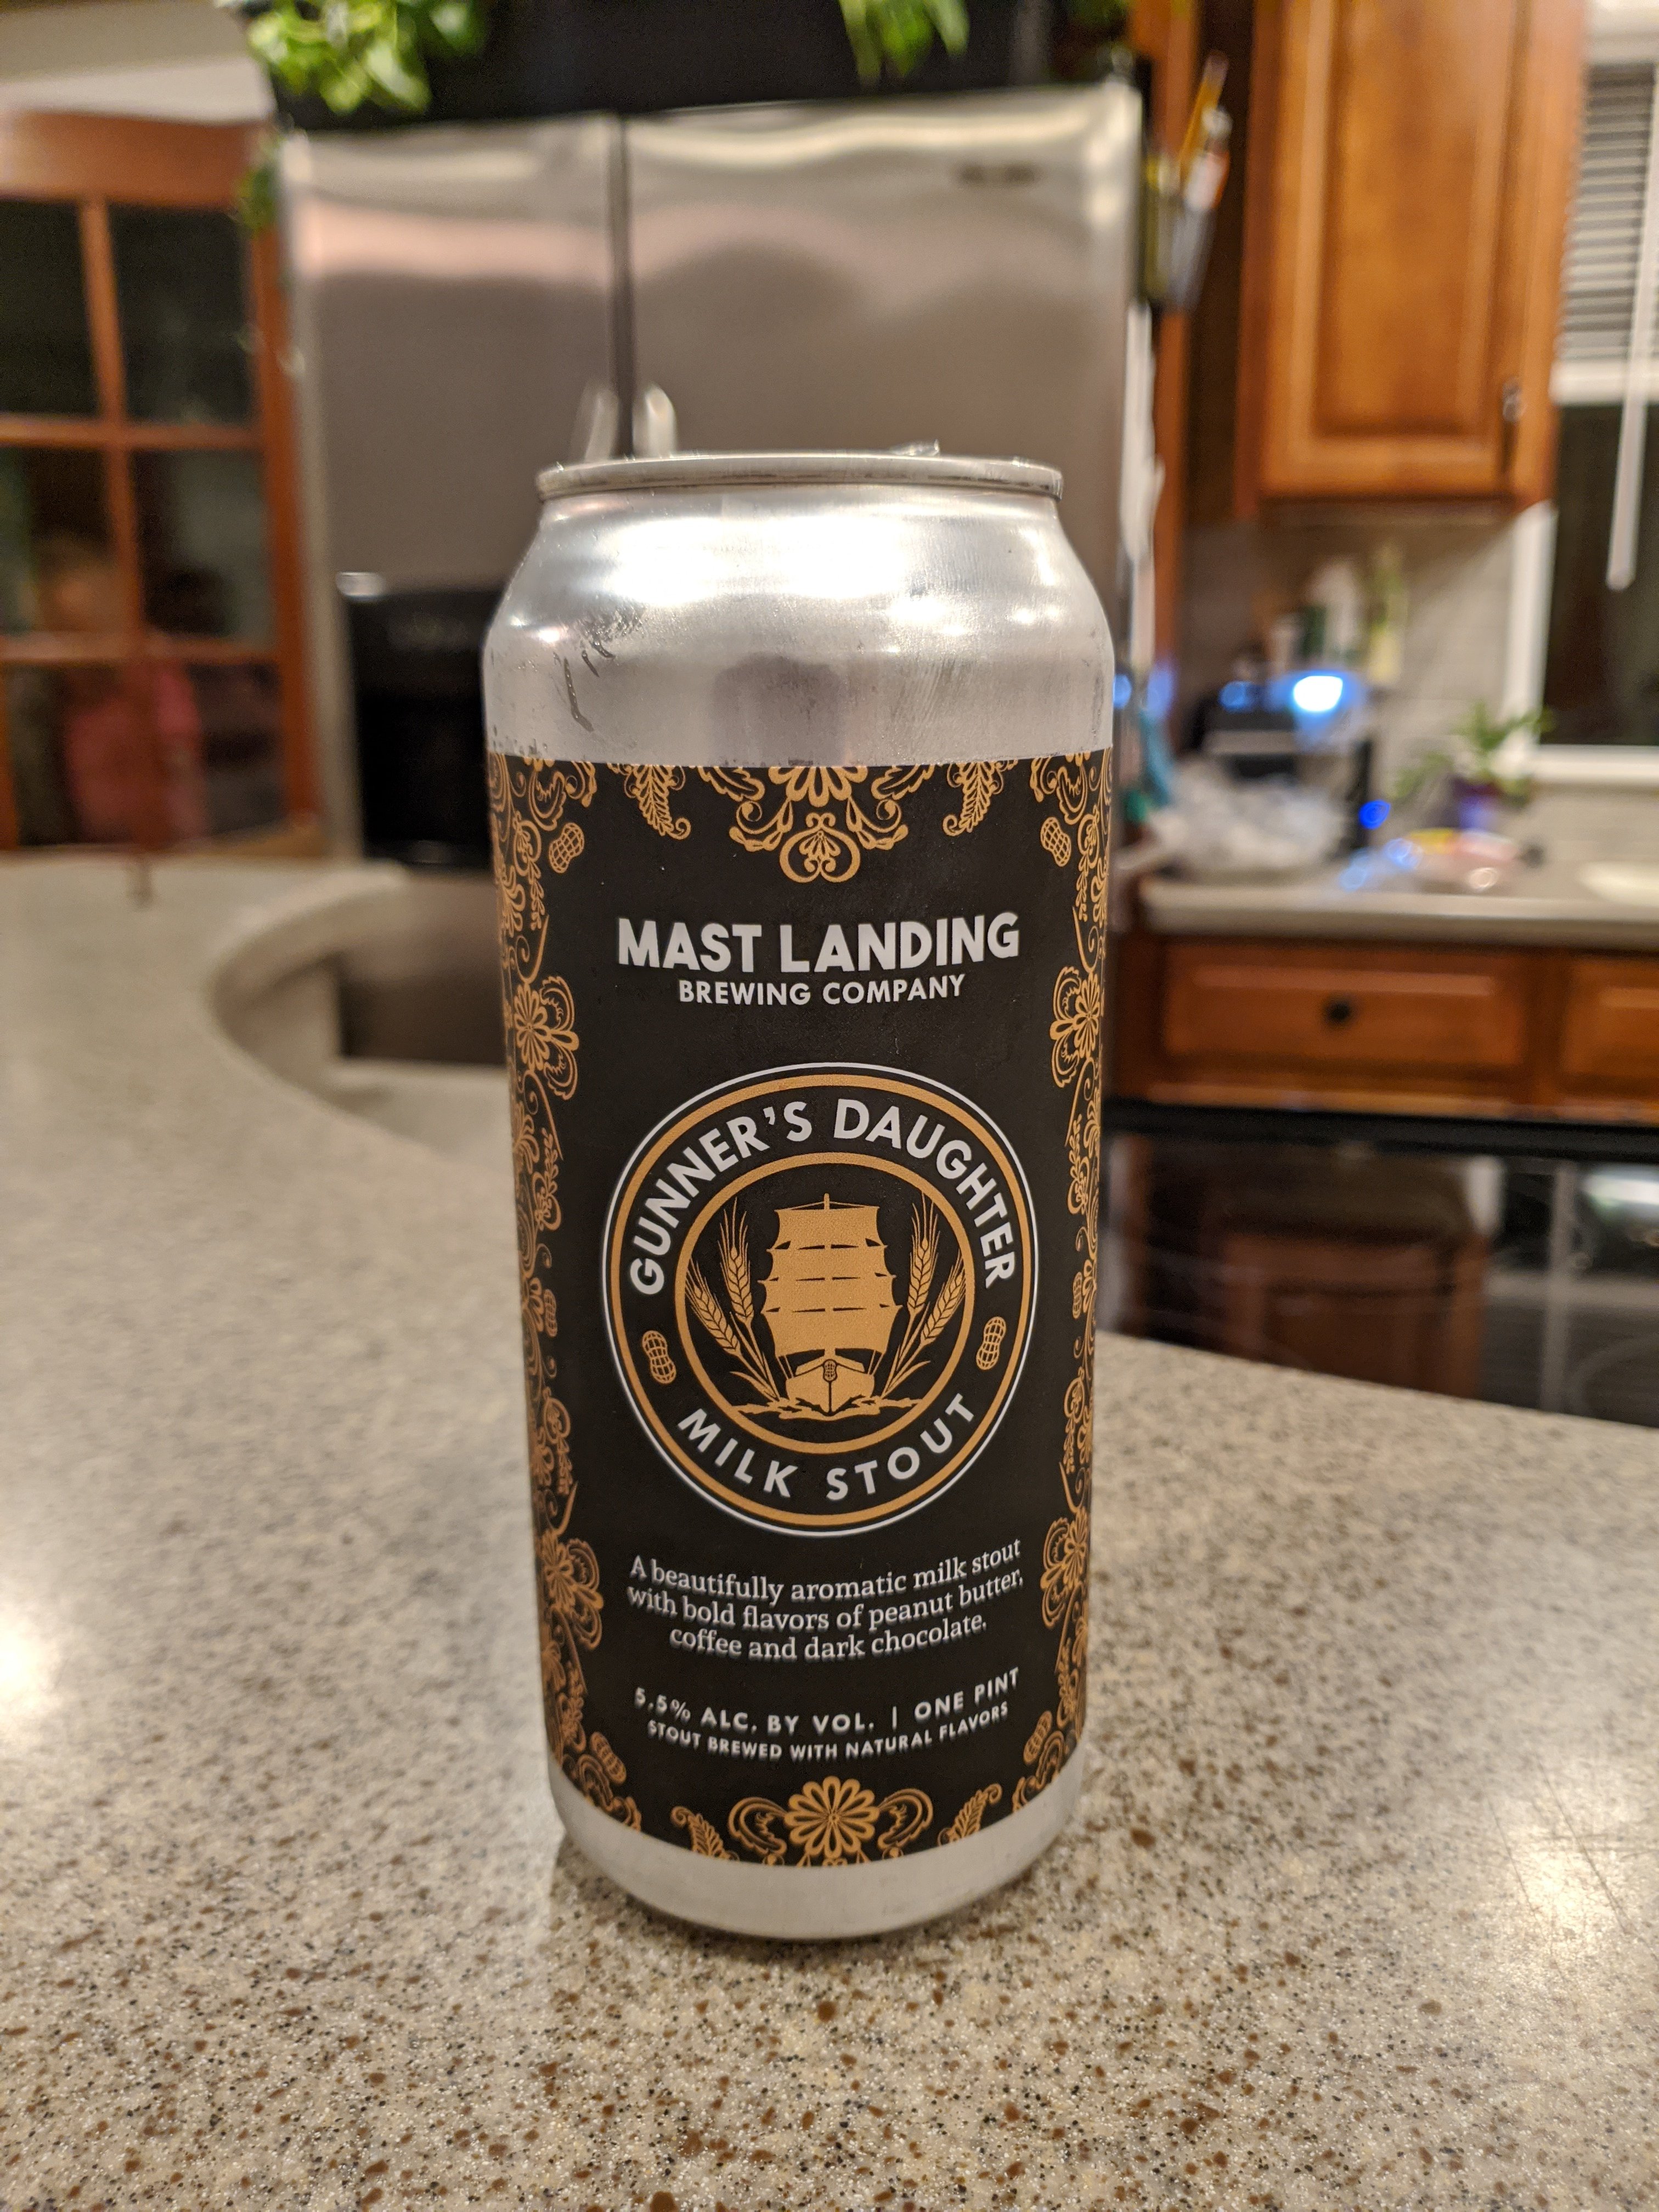 MAST LANDING
BREWING COMPANY
GUNNER'S DAUGHTER
MILK STOUT
A beautifully aromatic milk stout
with bold flavors of peanut butter,
coffee and dark chocolate.
5.5% ALC. BY VOL. | ONE PINT
STOUT BREWED WITH NATURAL FLAVORS